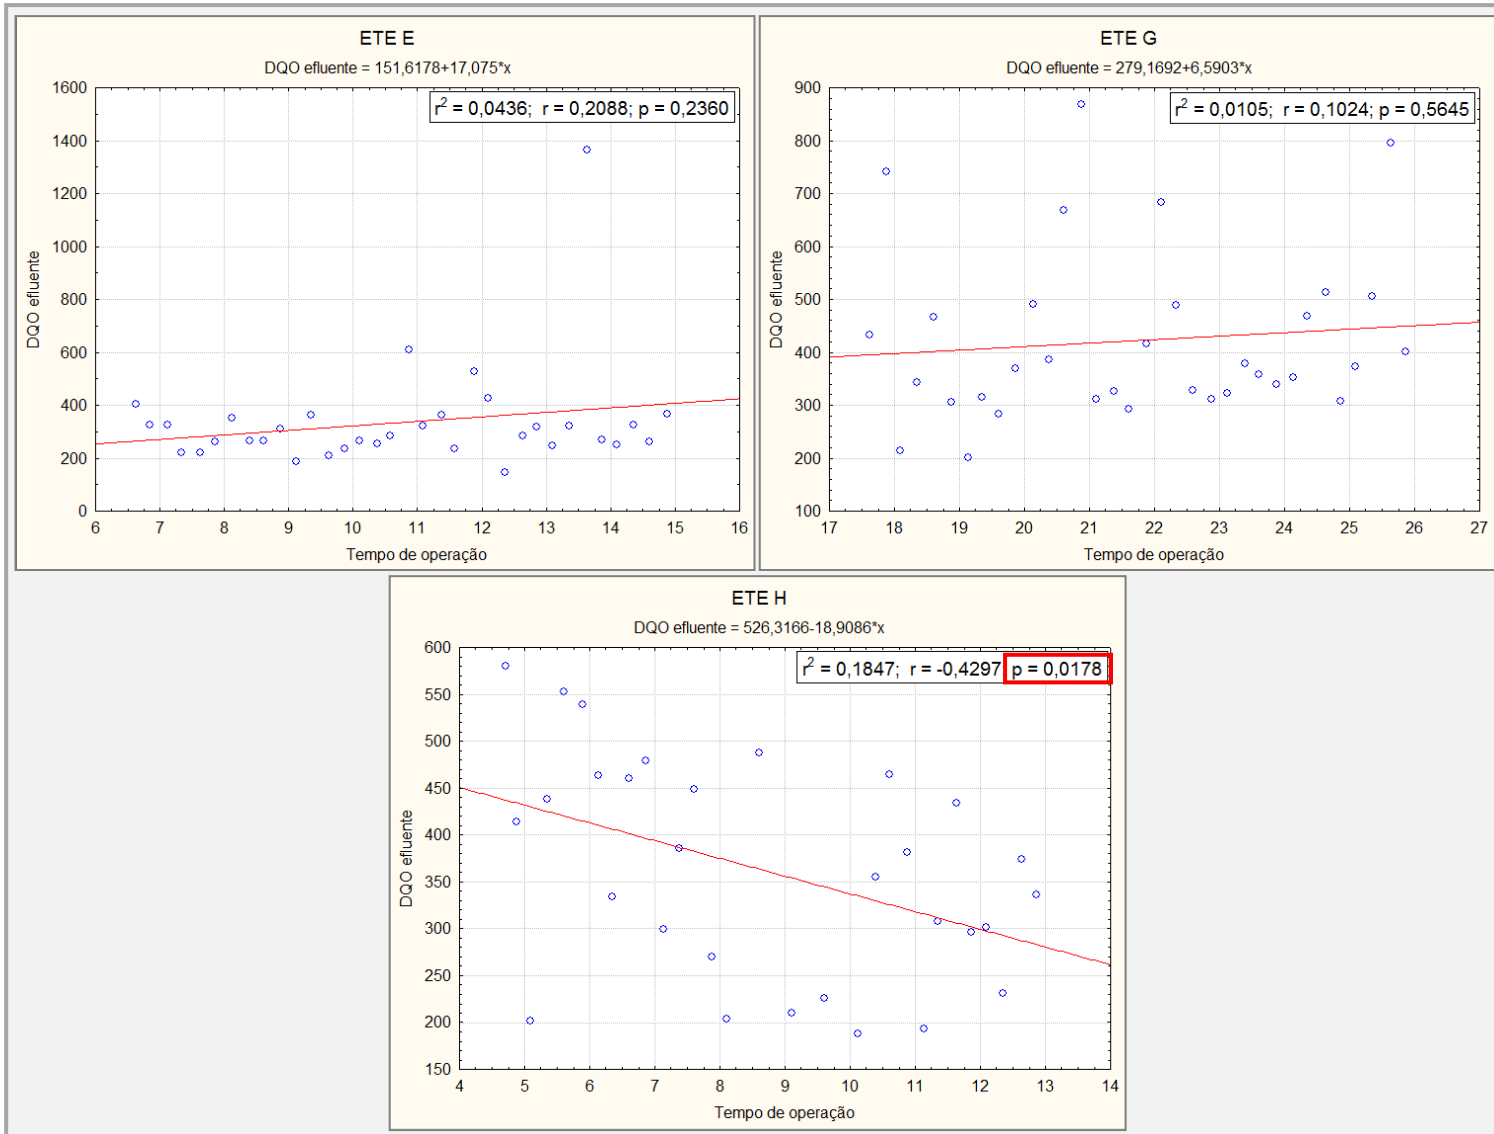 ETE E
DQO efluente = 151,6178+17,075*x
r² = 0,0436; r = 0,2088; p = 0,2360
1600
1400
1200
1000
800
600
400
200
0
DQO efluente
6 7 8 9 10 11 12 13 14 15 16
Tempo de operação
ETE G
DQO efluente = 279,1692+6,5903*x
r² = 0,0105; r = 0,1024; p = 0,5645
900
800
700
600
500
400
300
200
100
DQO efluente
17 18 19 20 21 22 23 24 25 26 27
Tempo de operação
ETE H
DQO efluente = 526,3166-18,9086*x
r² = 0,1847; r = -0,4297 p = 0,0178
600
550
500
450
400
350
300
250
200
150
DQO efluente
4 5 6 7 8 9 10 11 12 13 14
Tempo de operação